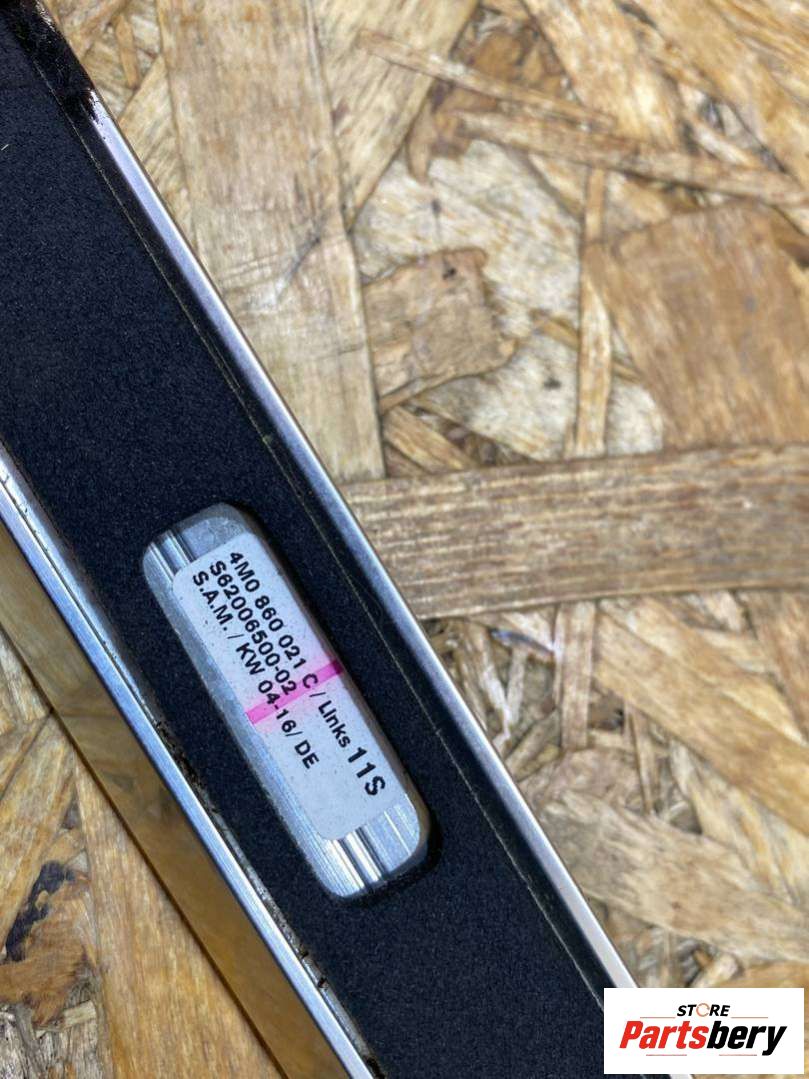 4M0 860 021 C / Links 11S
S62006500-02
S.A.M. / KW 04-16/ DE
STORE
Partsbery